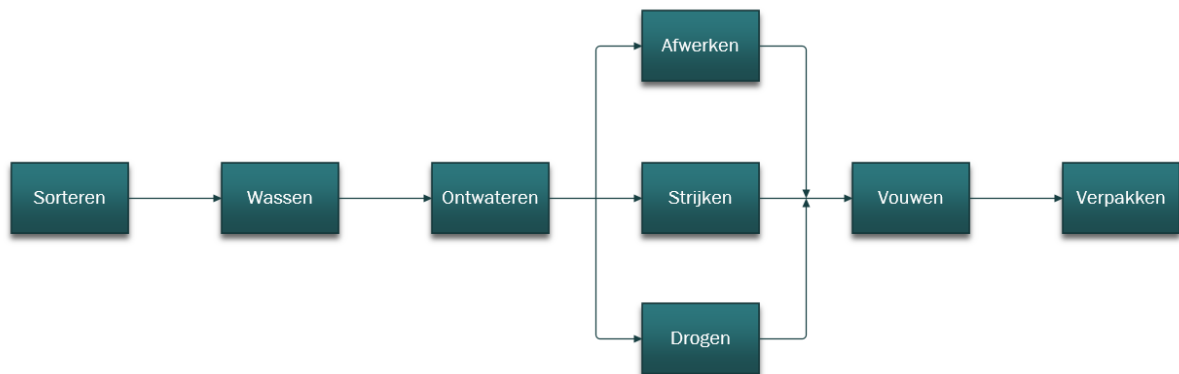 Sorteren
Wassen
Ontwateren
Afwerken
Strijken
Drogen
Vouwen
Verpakken